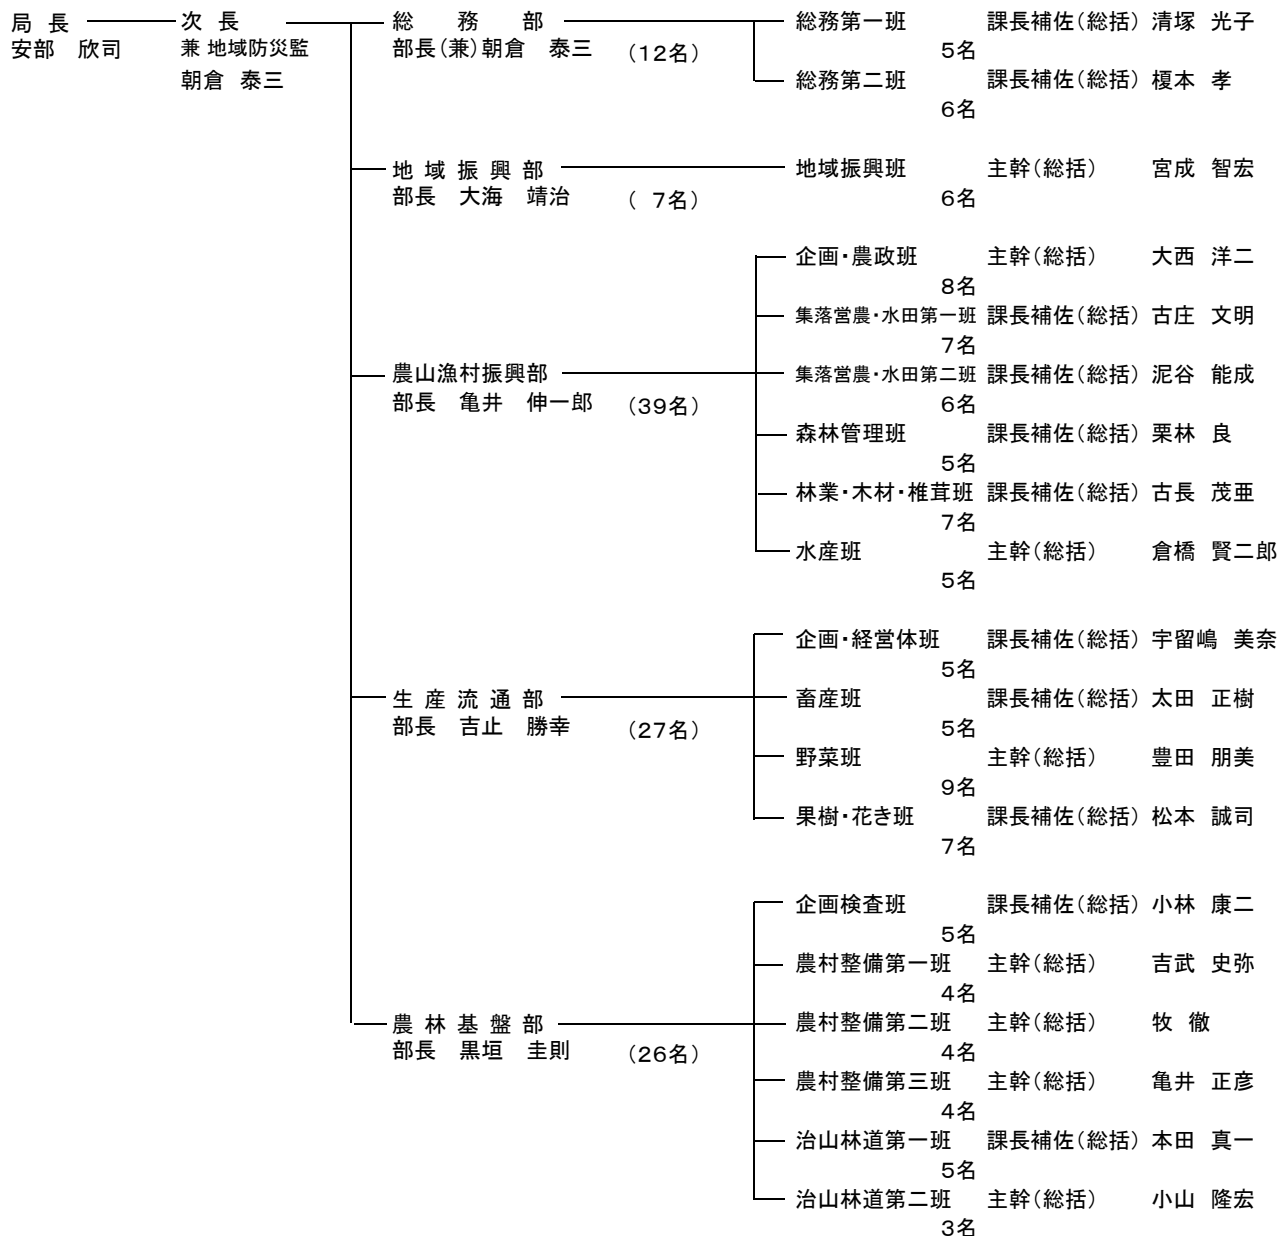 局長 次長 総務部 総務第一班 課長補佐(総括) 清塚 光子
安部 欣司 兼 地域防災監 部長(兼)朝倉 泰三 (12名) 5名
朝倉 泰三 総務第二班 課長補佐(総括) 榎本 孝
6名
地域振興部 地域振興班 主幹(総括) 宮成 智宏
部長 大海 靖治 ( 7名) 6名
企画・農政班 主幹(総括) 大西 洋二
8名
集落営農・水田第一班 課長補佐(総括) 古庄 文明
7名
農山漁村振興部 集落営農・水田第二班 課長補佐(総括) 泥谷 能成
部長 亀井 伸一郎 (39名) 6名
森林管理班 課長補佐(総括) 栗林 良
5名
林業・木材・椎茸班 課長補佐(総括) 古長 茂亜
7名
水産班 主幹(総括) 倉橋 賢二郎
5名
企画・経営体班 課長補佐(総括) 宇留嶋 美奈
5名
生産流通部 畜産班 課長補佐(総括) 太田 正樹
部長 吉止 勝幸 (27名) 5名
野菜班 主幹(総括) 豊田 朋美
9名
果樹・花き班 課長補佐(総括) 松本 誠司
7名
企画検査班 課長補佐(総括) 小林 康二
5名
農村整備第一班 主幹(総括) 吉武 史弥
4名
農林基盤部 農村整備第二班 主幹(総括) 牧 徹
部長 黒垣 圭則 (26名) 4名
農村整備第三班 主幹(総括) 亀井 正彦
4名
治山林道第一班 課長補佐(総括) 本田 真一
5名
治山林道第二班 主幹(総括) 小山 隆宏
3名